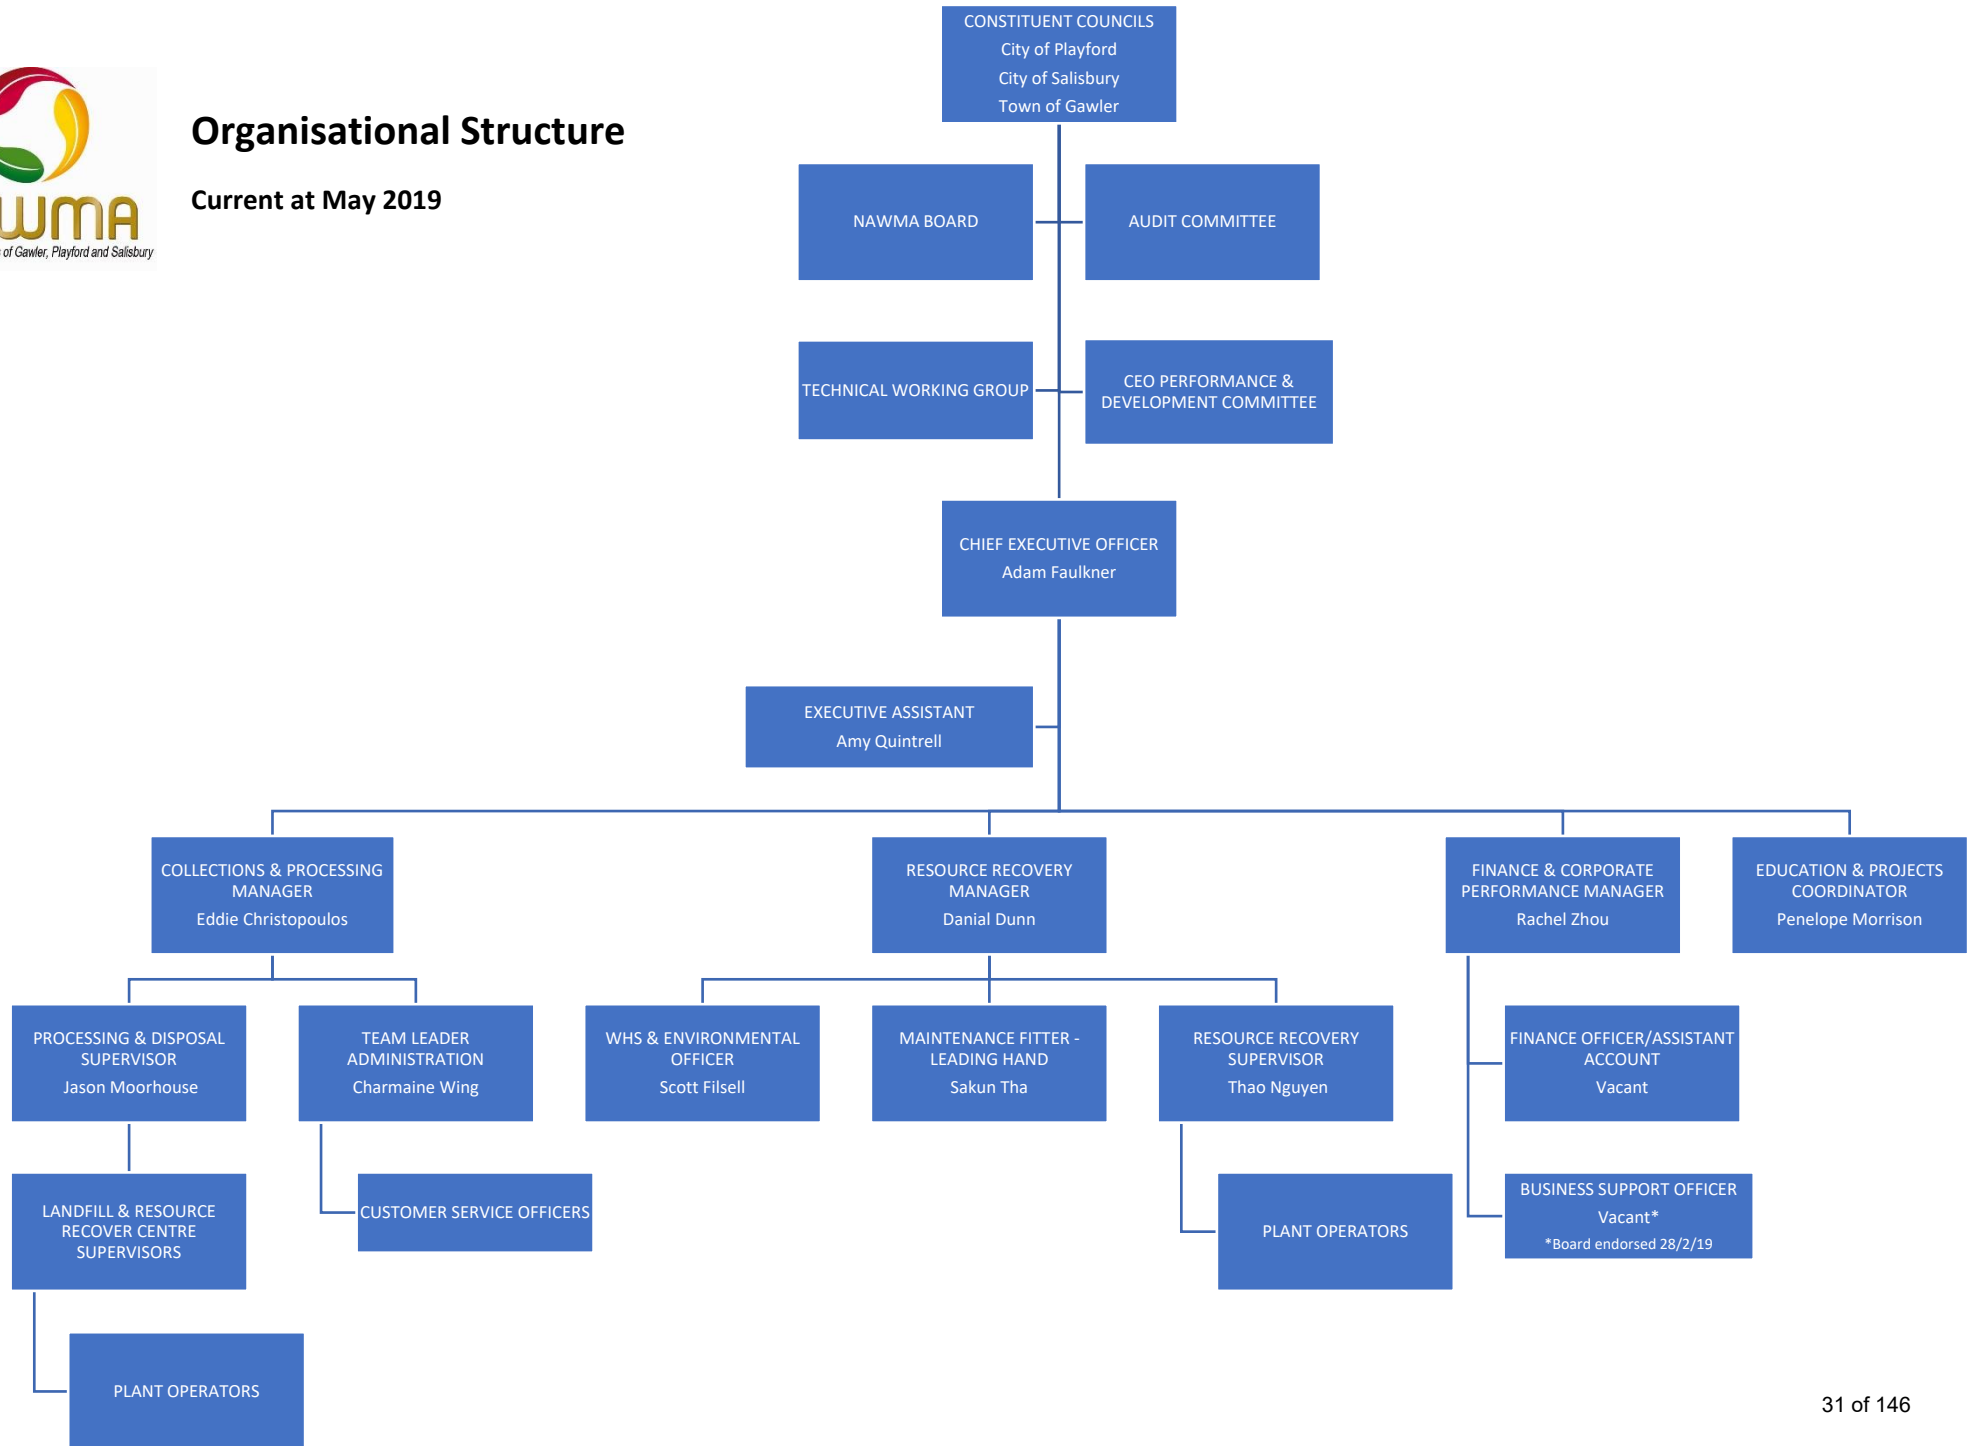 CONSTITUENT COUNCILS
City of Playford
City of Salisbury
Town of Gawler
Organisational Structure
Current at May 2019
WMA
of Gawler, Playford and Salisbury
NAWMA BOARD
AUDIT COMMITTEE
TECHNICAL WORKING GROUP
CEO PERFORMANCE &
DEVELOPMENT COMMITTEE
CHIEF EXECUTIVE OFFICER
Adam Faulkner
EXECUTIVE ASSISTANT
Amy Quintrell
COLLECTIONS & PROCESSING
MANAGER
Eddie Christopoulos
RESOURCE RECOVERY
MANAGER
Danial Dunn
FINANCE & CORPORATE
PERFORMANCE MANAGER
Rachel Zhou
EDUCATION & PROJECTS
COORDINATOR
Penelope Morrison
PROCESSING & DISPOSAL
SUPERVISOR
Jason Moorhouse
TEAM LEADER
ADMINISTRATION
Charmaine Wing
WHS & ENVIRONMENTAL
OFFICER
Scott Filsell
MAINTENANCE FITTER -
LEADING HAND
Sakun Tha
RESOURCE RECOVERY
SUPERVISOR
Thao Nguyen
FINANCE OFFICER/ASSISTANT
ACCOUNT
Vacant
LANDFILL & RESOURCE
RECOVER CENTRE
SUPERVISORS
CUSTOMER SERVICE OFFICERS
PLANT OPERATORS
BUSINESS SUPPORT OFFICER
Vacant*
*Board endorsed 28/2/19
PLANT OPERATORS
31 of 146